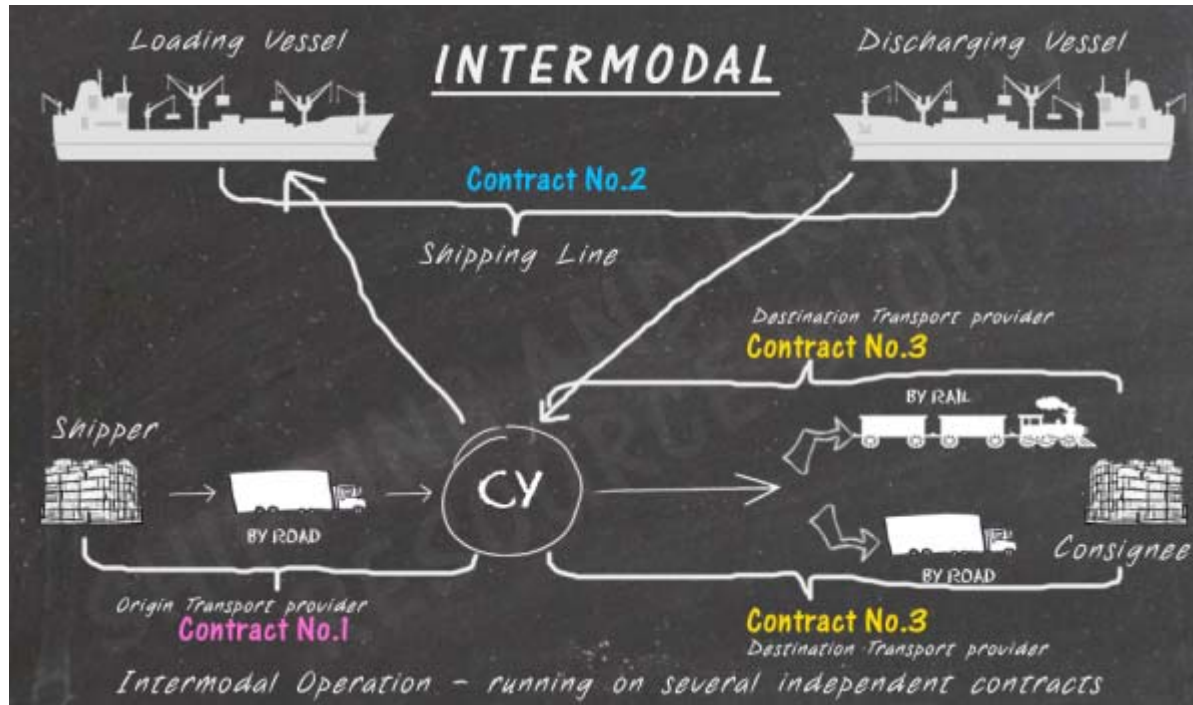 Loading Vessel
INTERMODAL
Discharging Vessel
Contract No.2
Shipping Line
Destination Transport provider
Contract No.3
BY RAIL
Shipper
CY
BY ROAD
BY ROAD
Consignee
Origin Transport provider
Contract No.1
Contract No.3
Destination Transport provider
Intermodal Operation - running on several independent contracts